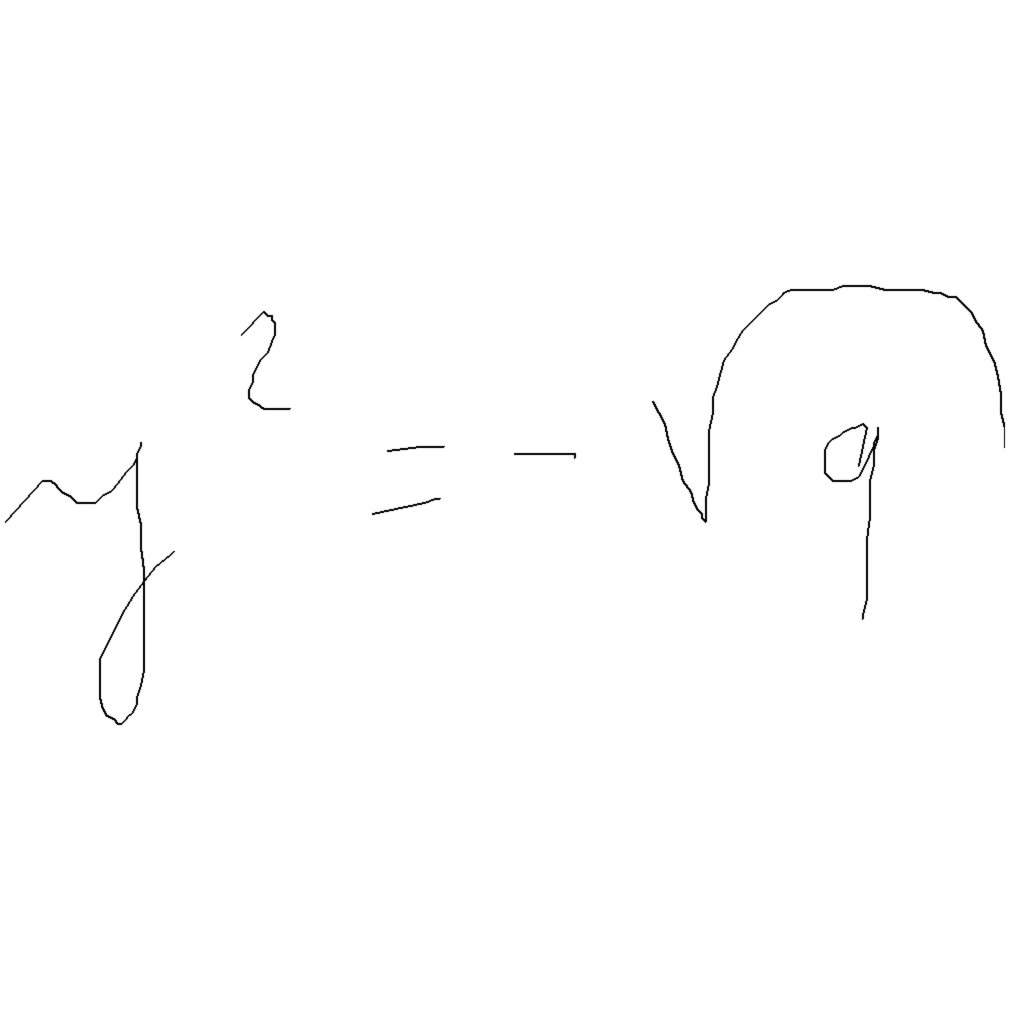 y² = -√9